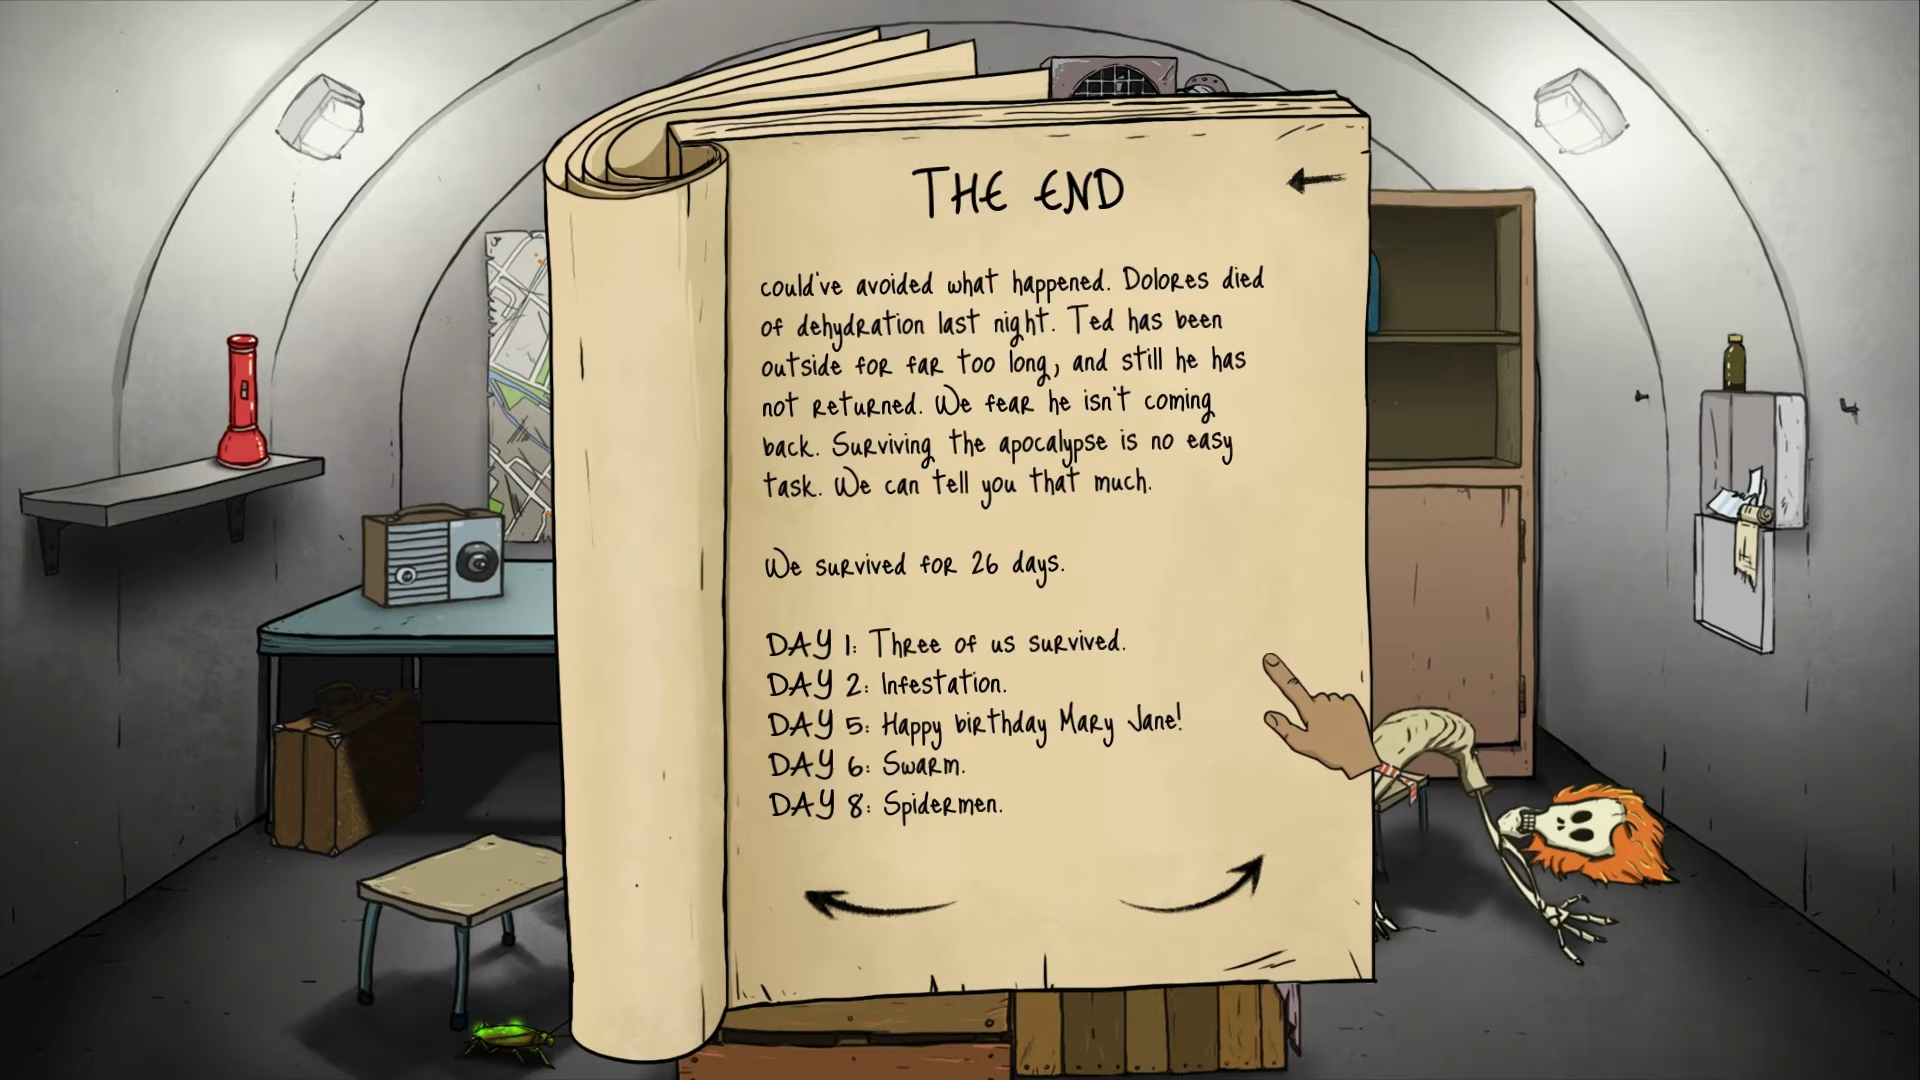 THE END
could've avoided what happened. Dolores died
of dehydration last night. Ted has been
outside for far too long, and still he has
not returned. We fear he isn't coming
back. Surviving the apocalypse is no easy
task. We can tell you that much.
We survived for 26 days.
DAY 1: Three of us survived.
DAY 2: Infestation.
DAY 5: Happy birthday Mary Jane!
DAY 6: Swarm.
DAY 8: Spidermen.